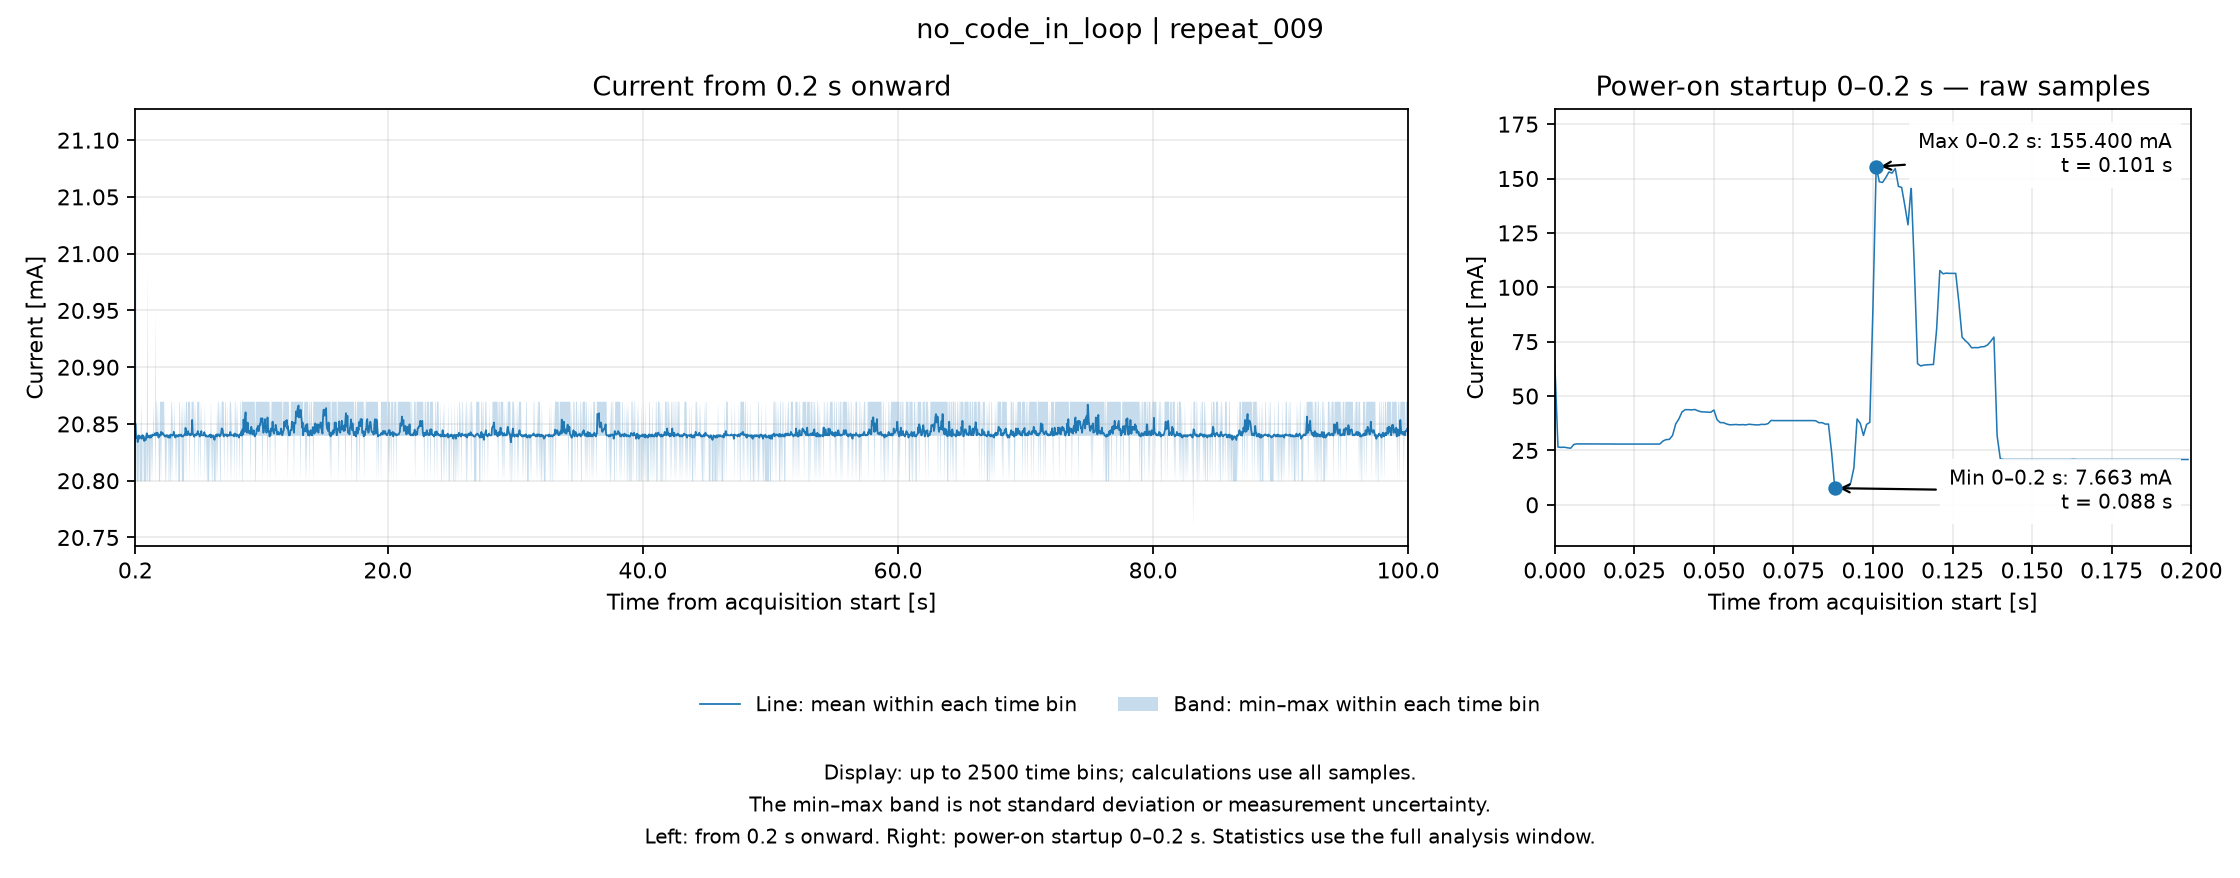 no_code_in_loop | repeat_009
Current from 0.2 s onward
Current [mA]
21.10
21.05
21.00
20.95
20.90
20.85
20.80
20.75
0.2
20.0
40.0
60.0
80.0
100.0
Time from acquisition start [s]
Power-on startup 0–0.2 s — raw samples
Current [mA]
175
150
125
100
75
50
25
0
Max 0–0.2 s: 155.400 mA
t = 0.101 s
Min 0–0.2 s: 7.663 mA
t = 0.088 s
0.000
0.025
0.050
0.075
0.100
0.125
0.150
0.175
0.200
Time from acquisition start [s]
Line: mean within each time bin
Band: min–max within each time bin
Display: up to 2500 time bins; calculations use all samples.
The min–max band is not standard deviation or measurement uncertainty.
Left: from 0.2 s onward. Right: power-on startup 0–0.2 s. Statistics use the full analysis window.